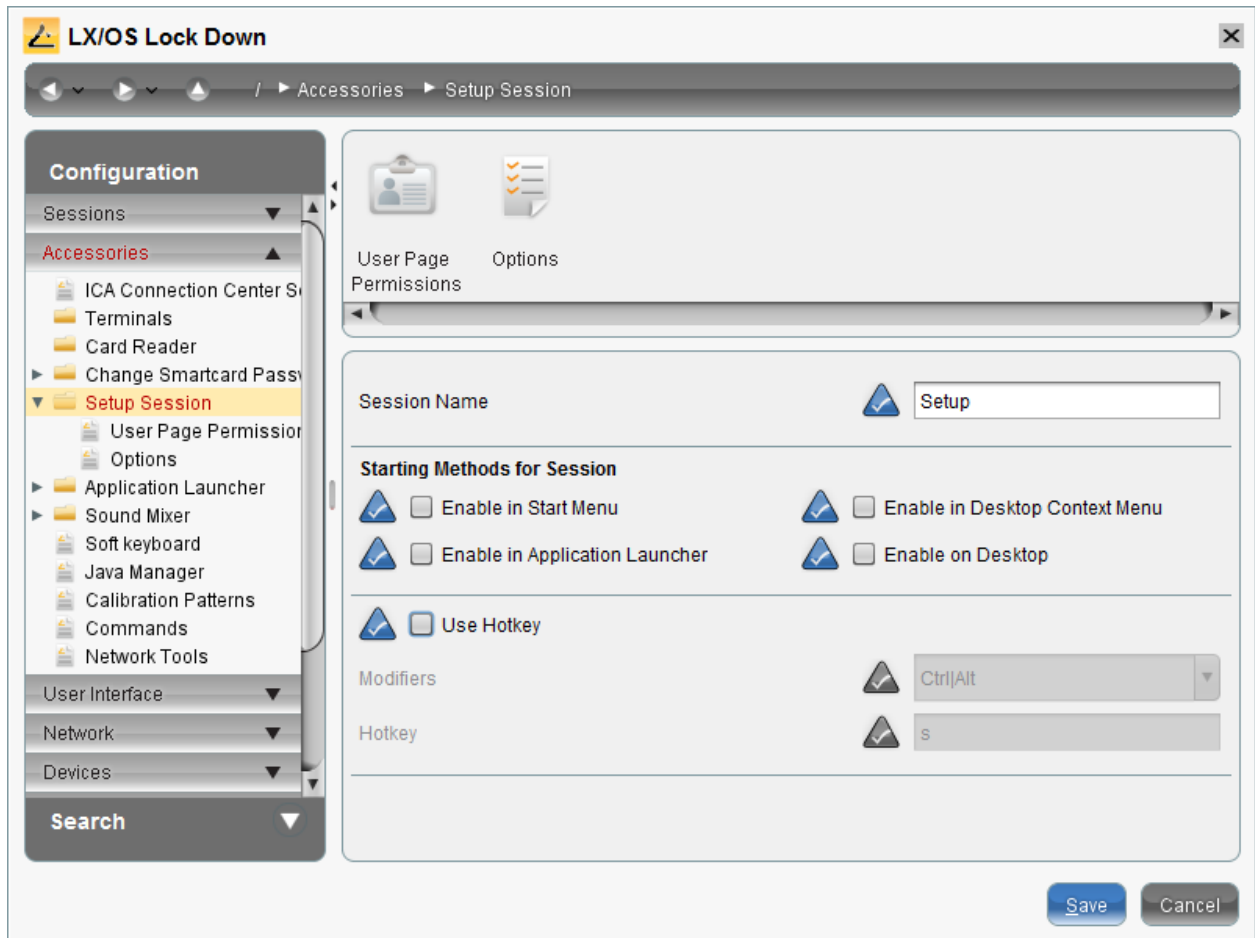 LX/OS Lock Down
/ Accessories Setup Session
Configuration
Sessions
Accessories
ICA Connection Center S
Terminals
Card Reader
Change Smartcard Passw
Setup Session
User Page Permission
Options
Application Launcher
Sound Mixer
Soft keyboard
Java Manager
Calibration Patterns
Commands
Network Tools
User Interface
Network
Devices
Search
User Page
Permissions
Options
Session Name
Setup
Starting Methods for Session
Enable in Start Menu
Enable in Desktop Context Menu
Enable in Application Launcher
Enable on Desktop
Use Hotkey
Modifiers
Ctrl|Alt
Hotkey
s
Save
Cancel